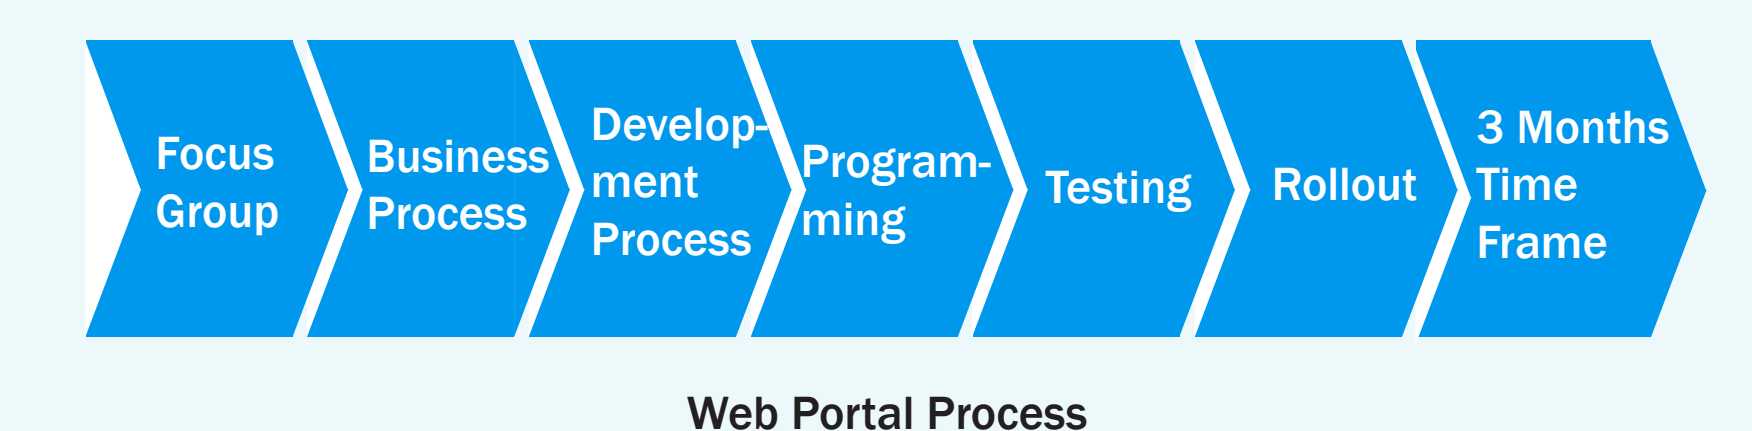 Focus
Group
Business
Process
Develop-
ment
Process
Program-
ming
Testing
Rollout
3 Months
Time
Frame
Web Portal Process